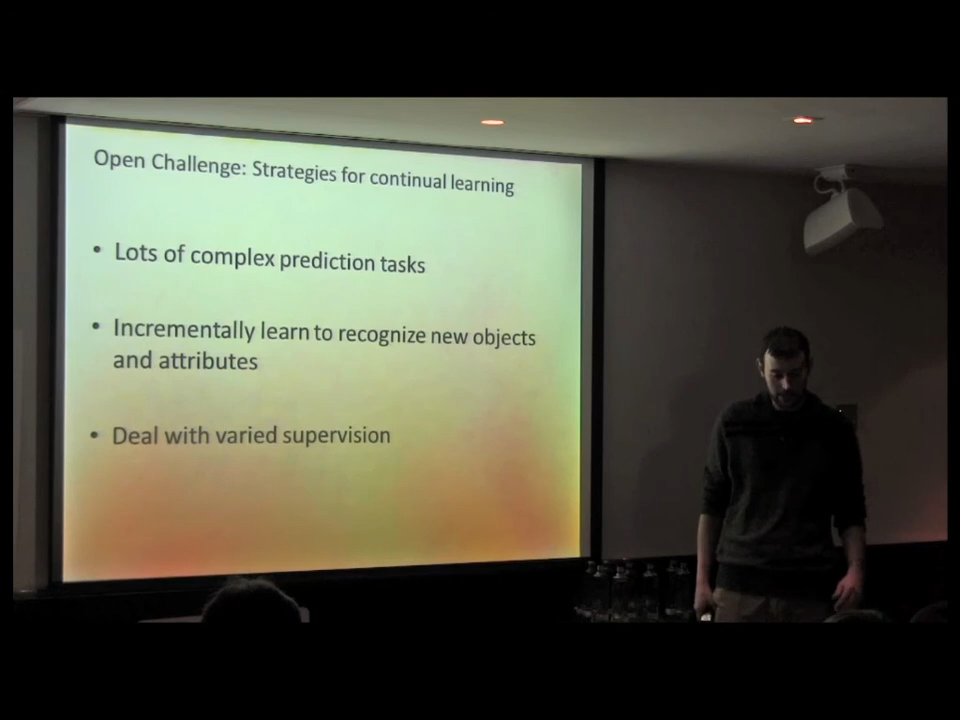 Open Challenge: Strategies for continual learning
• Lots of complex prediction tasks
• Incrementally learn to recognize new objects
and attributes
• Deal with varied supervision